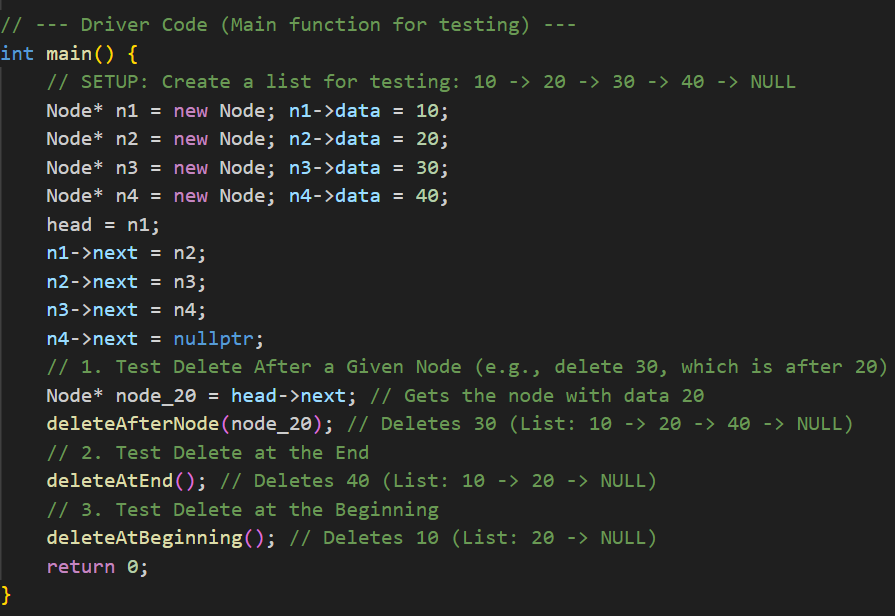 // --- Driver Code (Main function for testing) ---
int main() {
    // SETUP: Create a list for testing: 10 -> 20 -> 30 -> 40 -> NULL
    Node* n1 = new Node; n1->data = 10;
    Node* n2 = new Node; n2->data = 20;
    Node* n3 = new Node; n3->data = 30;
    Node* n4 = new Node; n4->data = 40;
    head = n1;
    n1->next = n2;
    n2->next = n3;
    n3->next = n4;
    n4->next = nullptr;
    // 1. Test Delete After a Given Node (e.g., delete 30, which is after 20)
    Node* node_20 = head->next; // Gets the node with data 20
    deleteAfterNode(node_20); // Deletes 30 (List: 10 -> 20 -> 40 -> NULL)
    // 2. Test Delete at the End
    deleteAtEnd(); // Deletes 40 (List: 10 -> 20 -> NULL)
    // 3. Test Delete at the Beginning
    deleteAtBeginning(); // Deletes 10 (List: 20 -> NULL)
    return 0;
}